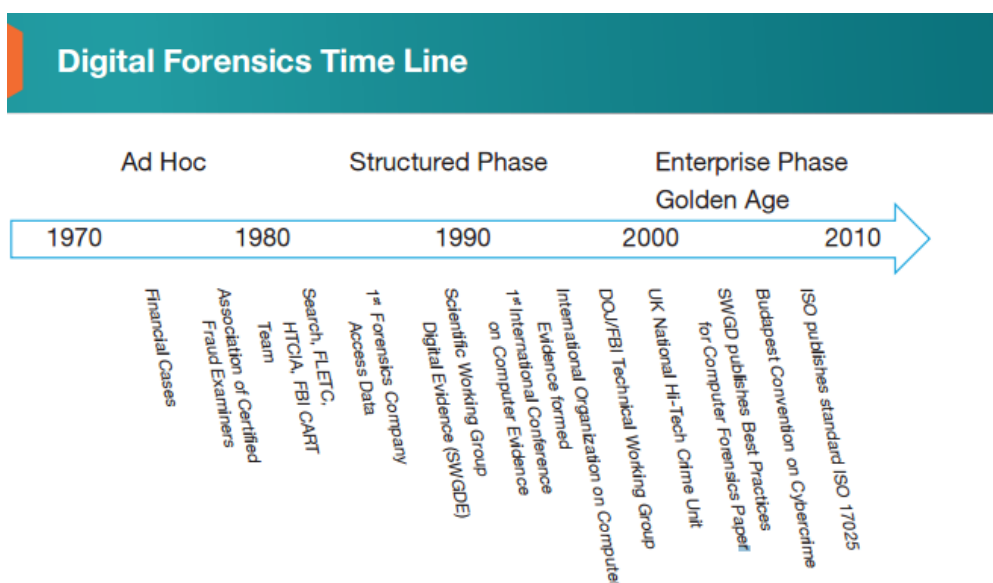 Digital Forensics Time Line
Ad Hoc
Structured Phase
Enterprise Phase
Golden Age
1970
1980
1990
2000
2010
Financial Cases
Association of Certified
Fraud Examiners
Team
Search, FLETC,
HTCIA, FBI CART
1st Forensics Company
Access Data
Scientific Working Group
Digital Evidence (SWGDE)
1st International Conference
on Computer Evidence
International Organization on Computer
Evidence formed
DOJ/FBI Technical Working Group
UK National Hi-Tech Crime Unit
SWGD publishes Best Practices
for Computer Forensics Paper
Budapest Convention on Cybercrime
ISO publishes standard ISO 17025